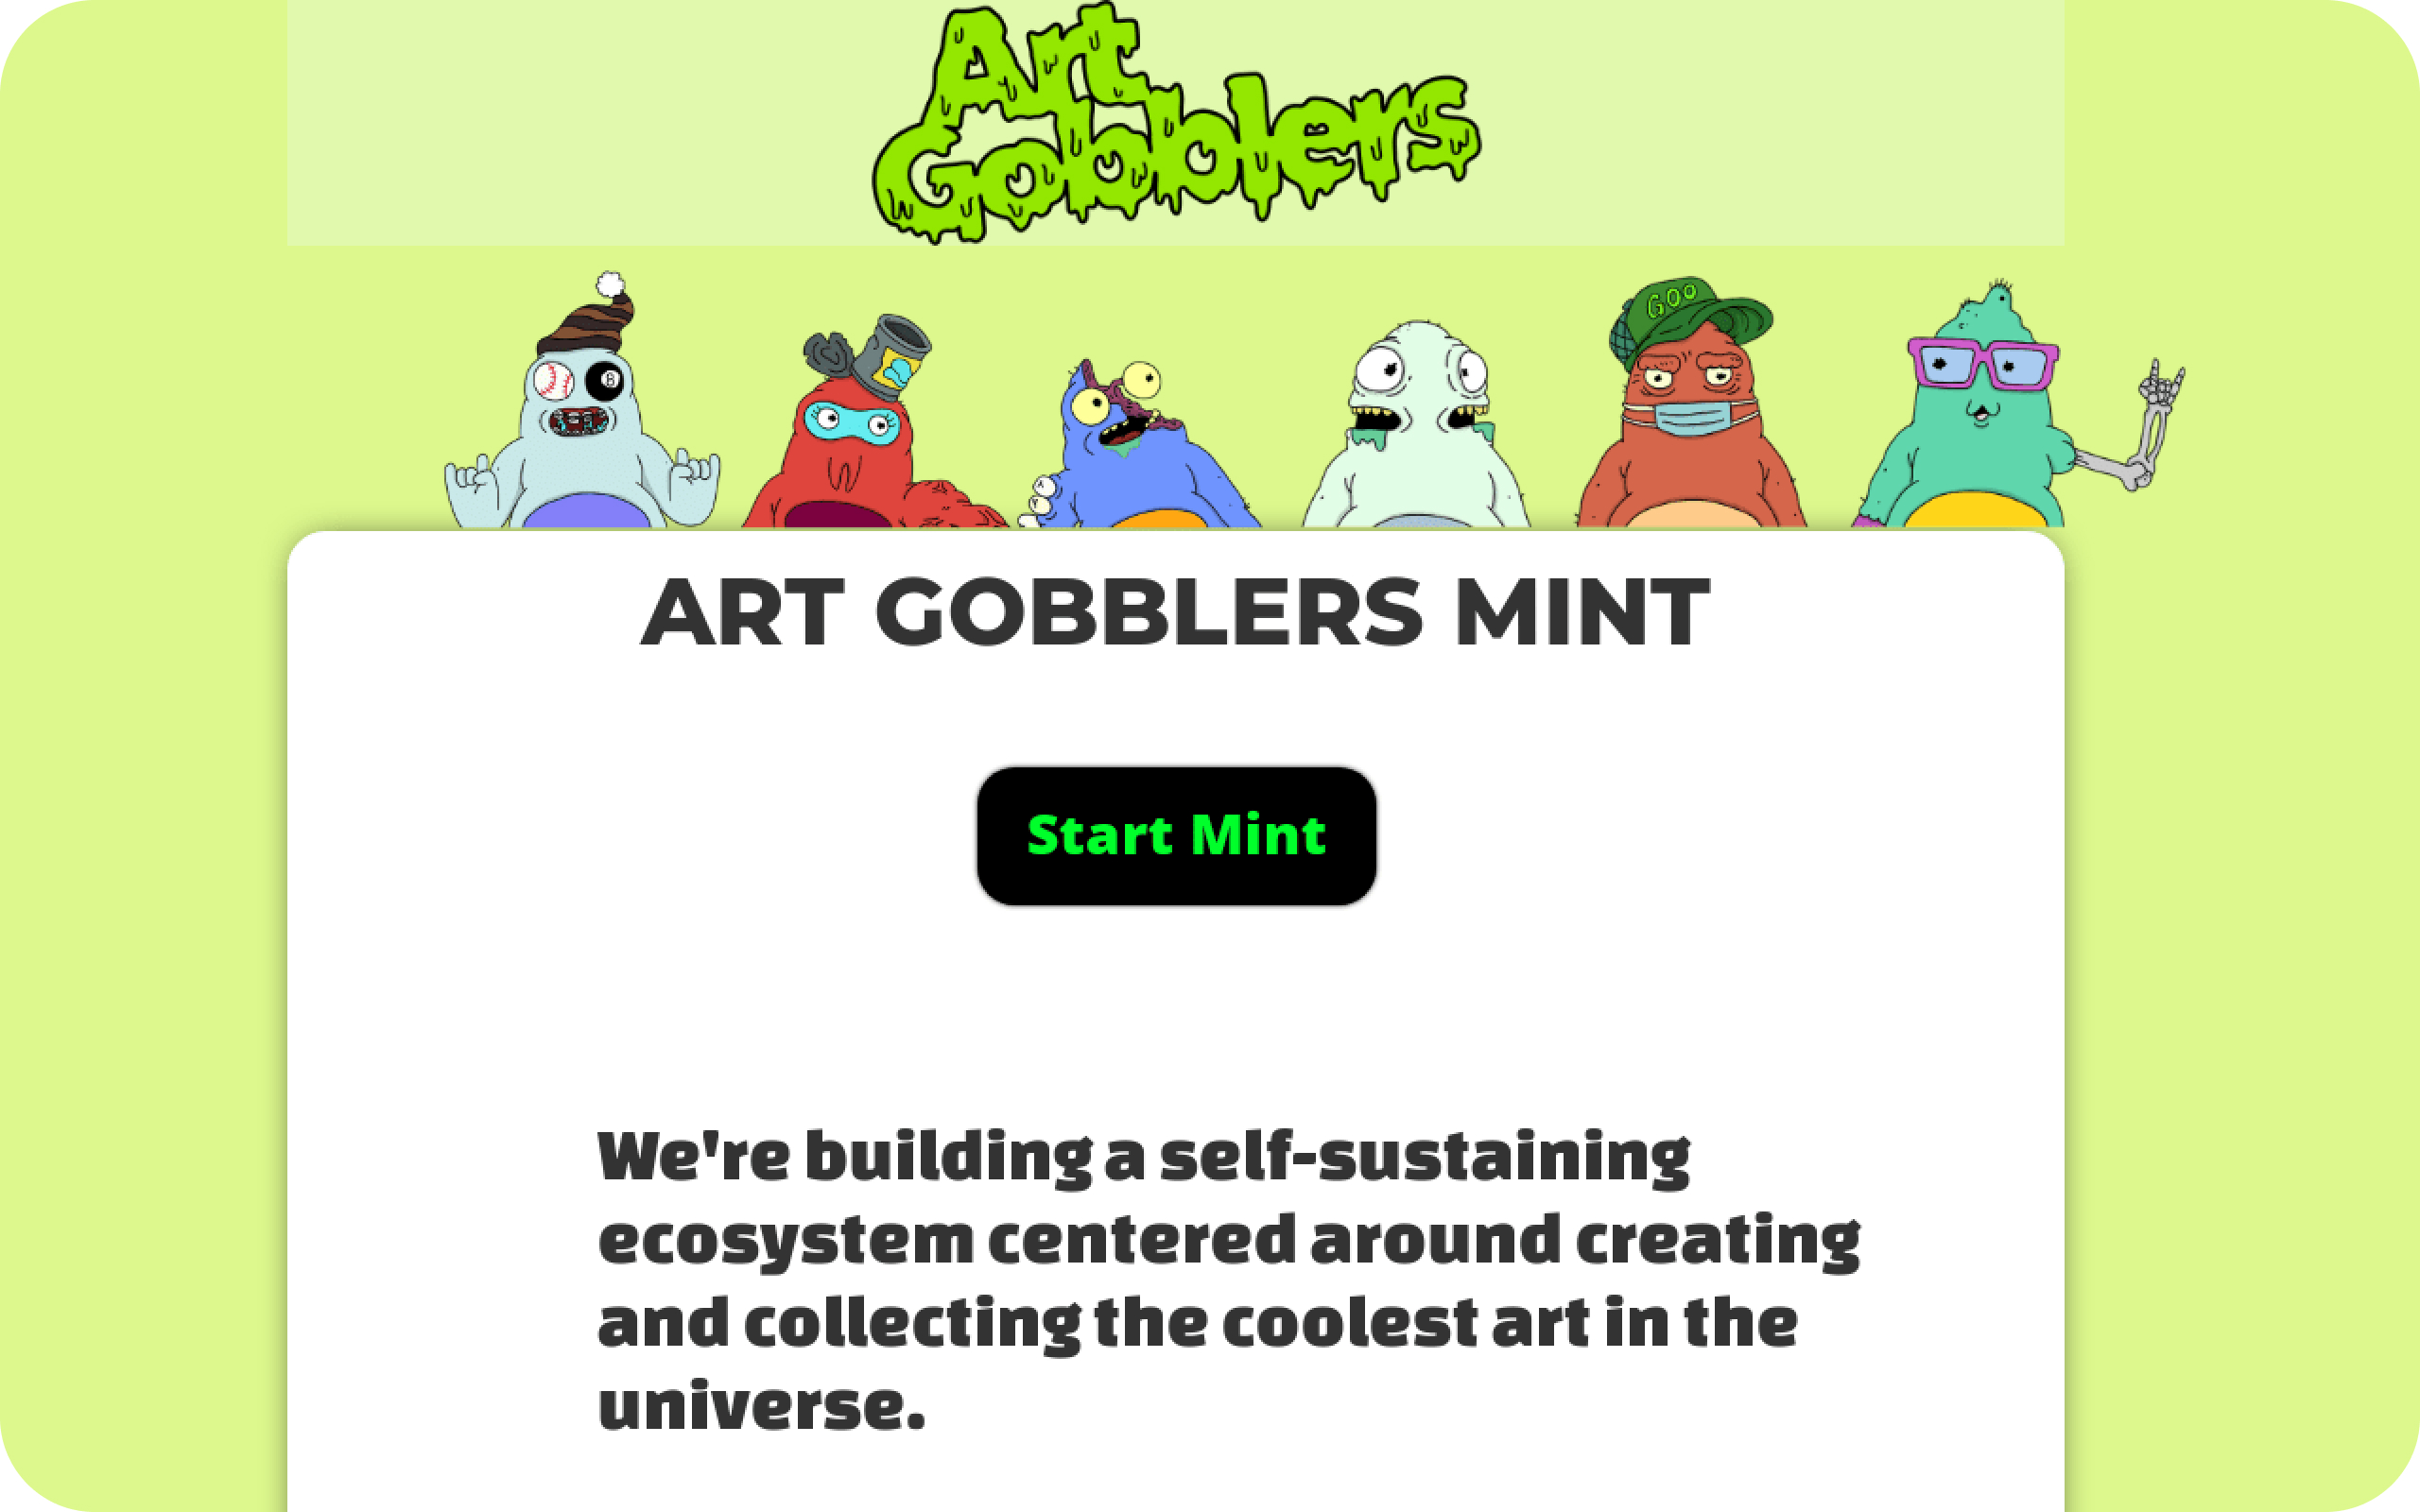 Art
Gobblers
8
GOO
ART GOBBLERS MINT
Start Mint
We're building a self-sustaining
ecosystem centered around creating
and collecting the coolest art in the
universe.